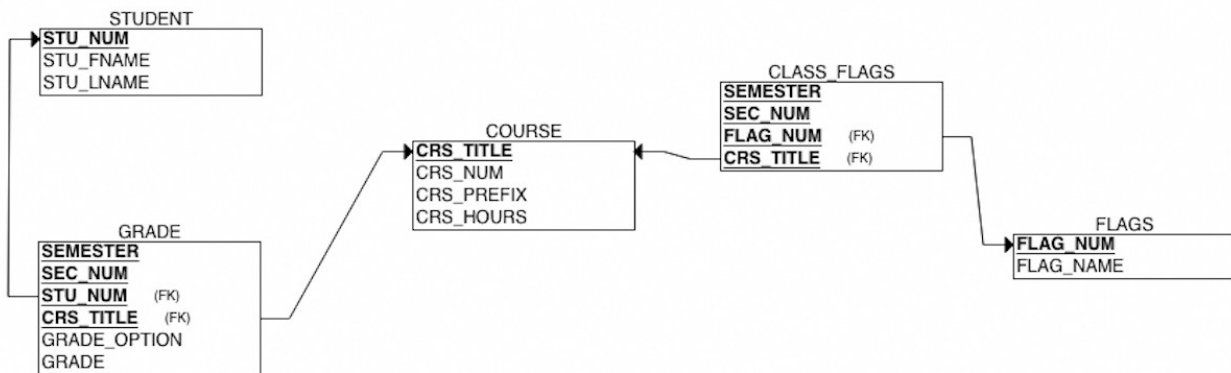 STUDENT
STU_NUM
STU_FNAME
STU_LNAME
CLASS_FLAGS
SEMESTER
SEC_NUM
FLAG_NUM (FK)
CRS_TITLE (FK)
COURSE
CRS_TITLE
CRS_NUM
CRS_PREFIX
CRS_HOURS
GRADE
SEMESTER
SEC_NUM
STU_NUM (FK)
CRS_TITLE (FK)
GRADE_OPTION
GRADE
FLAGS
FLAG_NUM
FLAG_NAME